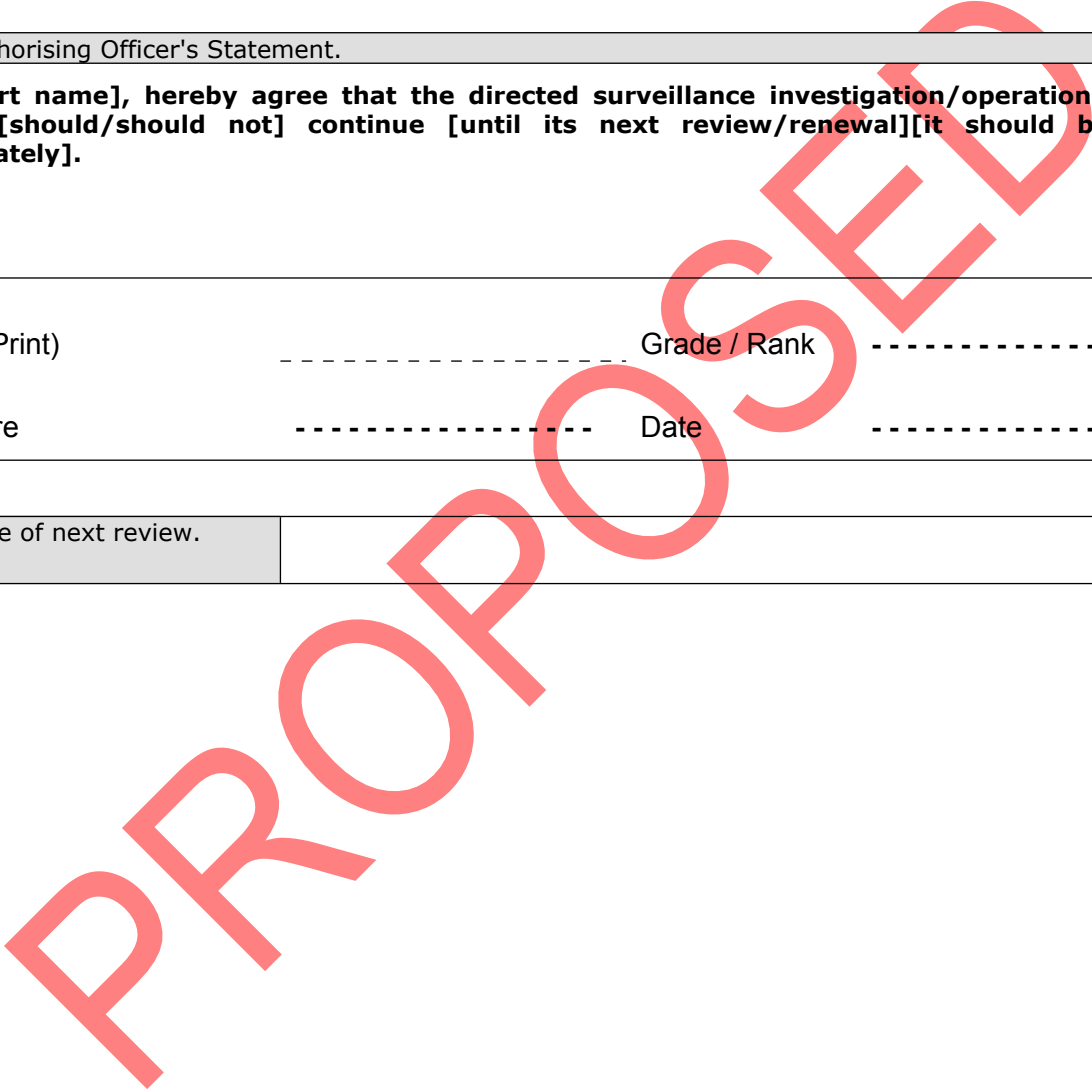 horising Officer's Statement.
rt name], hereby agree that the directed surveillance investigation/operation
[should/should not] continue [until its next review/renewal][it should b
ately].
Print) Grade / Rank
re Date
e of next review.
PROPOSED